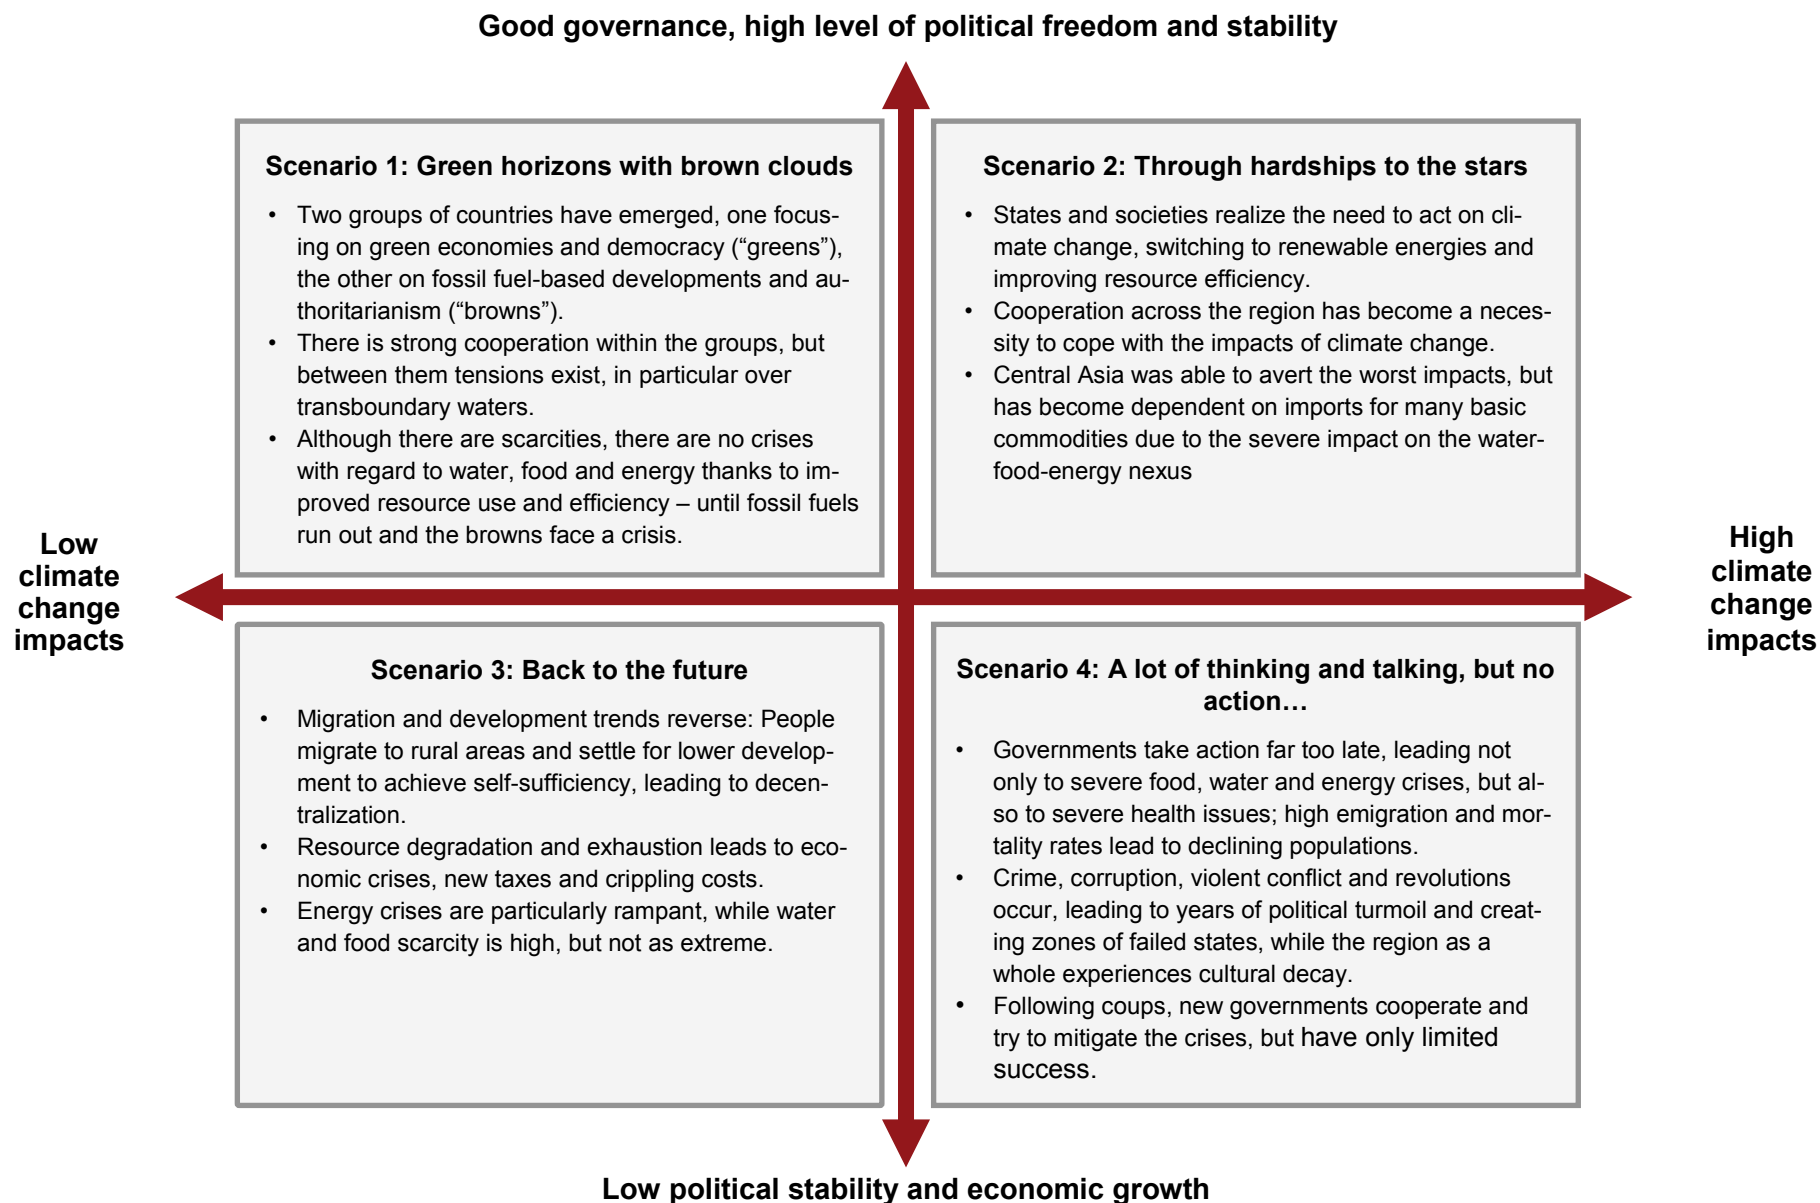 Good governance, high level of political freedom and stability
Scenario 1: Green horizons with brown clouds
• Two groups of countries have emerged, one focus-
ing on green economies and democracy (“greens”),
the other on fossil fuel-based developments and au-
thoritarianism (“browns”).
• There is strong cooperation within the groups, but
between them tensions exist, in particular over
transboundary waters.
• Although there are scarcities, there are no crises
with regard to water, food and energy thanks to im-
proved resource use and efficiency – until fossil fuels
run out and the browns face a crisis.
Scenario 2: Through hardships to the stars
• States and societies realize the need to act on cli-
mate change, switching to renewable energies and
improving resource efficiency.
• Cooperation across the region has become a neces-
sity to cope with the impacts of climate change.
• Central Asia was able to avert the worst impacts, but
has become dependent on imports for many basic
commodities due to the severe impact on the water-
food-energy nexus
Low
climate
change
impacts
High
climate
change
impacts
Scenario 3: Back to the future
• Migration and development trends reverse: People
migrate to rural areas and settle for lower develop-
ment to achieve self-sufficiency, leading to decen-
tralization.
• Resource degradation and exhaustion leads to eco-
nomic crises, new taxes and crippling costs.
• Energy crises are particularly rampant, while water
and food scarcity is high, but not as extreme.
Scenario 4: A lot of thinking and talking, but no
action…
• Governments take action far too late, leading not
only to severe food, water and energy crises, but al-
so to severe health issues; high emigration and mor-
tality rates lead to declining populations.
• Crime, corruption, violent conflict and revolutions
occur, leading to years of political turmoil and creat-
ing zones of failed states, while the region as a
whole experiences cultural decay.
• Following coups, new governments cooperate and
try to mitigate the crises, but have only limited
success.
Low political stability and economic growth